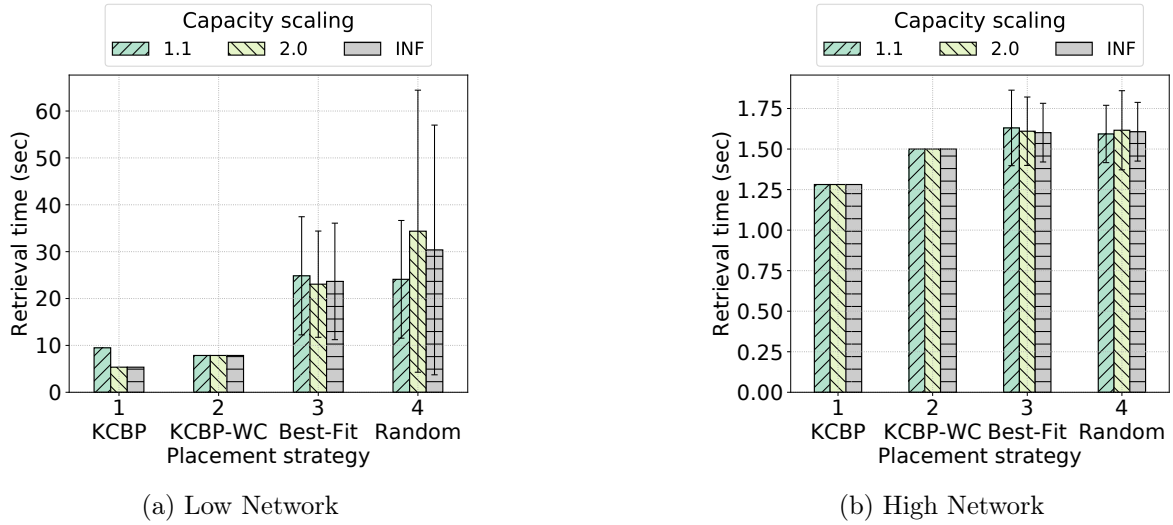 Capacity scaling
1.1 2.0 INF
Retrieval time (sec)
60
50
40
30
20
10
0
1 2 3 4
KCBP KCBP-WC Best-Fit Random
Placement strategy
(a) Low Network
Capacity scaling
1.1 2.0 INF
Retrieval time (sec)
1.75
1.50
1.25
1.00
0.75
0.50
0.25
0.00
1 2 3 4
KCBP KCBP-WC Best-Fit Random
Placement strategy
(b) High Network